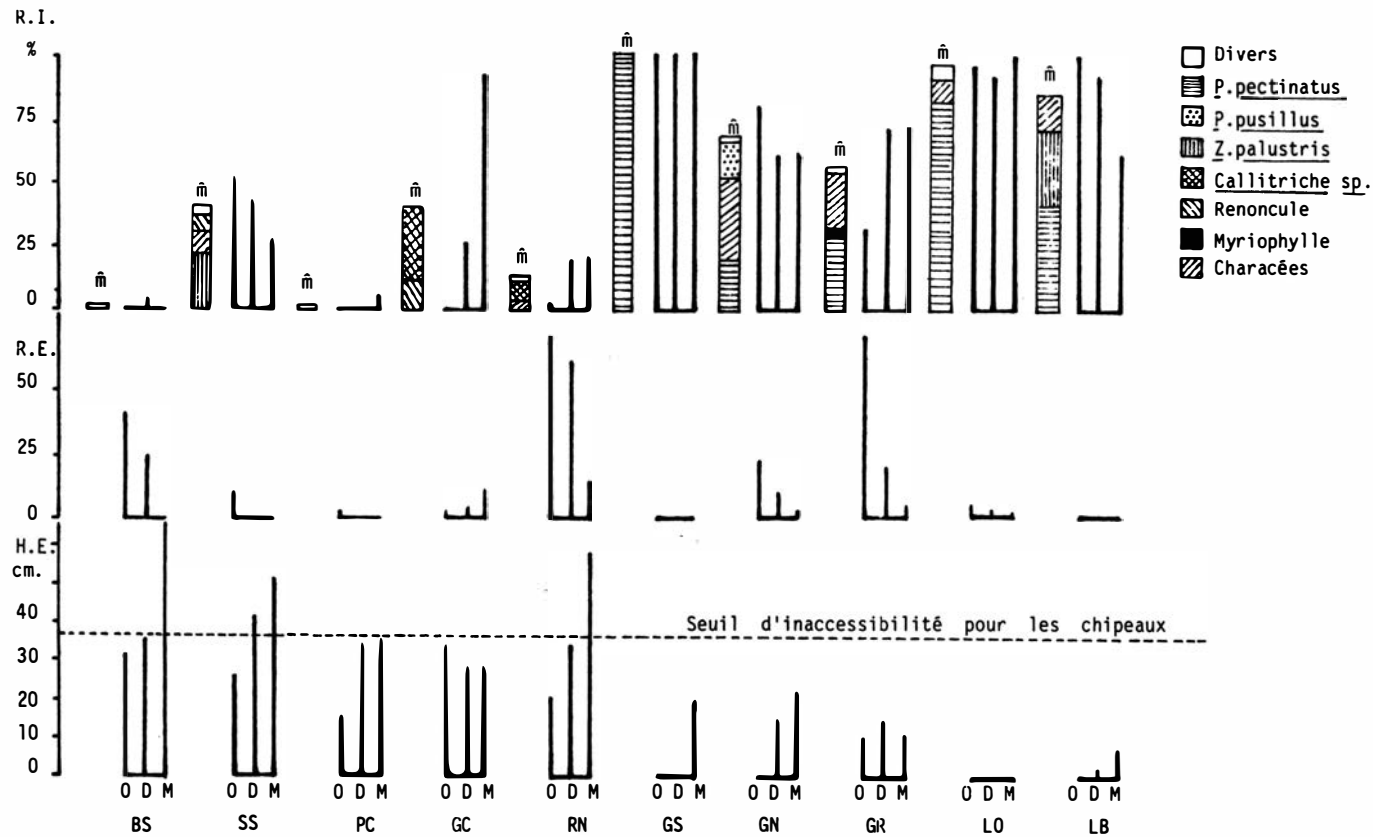 R.I.
%
75
50
25
0
m̂ m̂ m̂ m̂ m̂ m̂ m̂ m̂ m̂ m̂
Divers
P.pectinatus
P.pusillus
Z.palustris
Callitriche sp.
Renoncule
Myriophylle
Characées
R.E.
50
25
0
H.E.
cm.
40
30
20
10
0
Seuil d'inaccessibilité pour les chipeaux
O D M O D M O D M O D M O D M O D M O D M O D M O D M O D M
BS SS PC GC RN GS GN GR LO LB